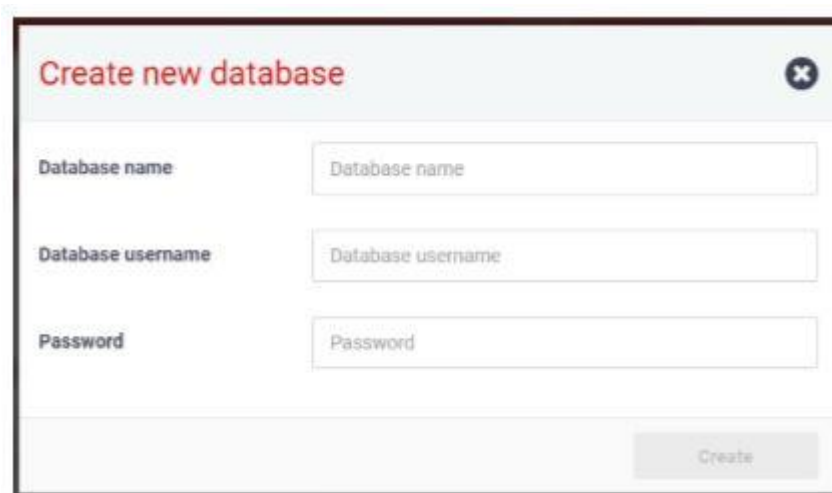 Create new database
Database name Database name
Database username Database username
Password Password
Create